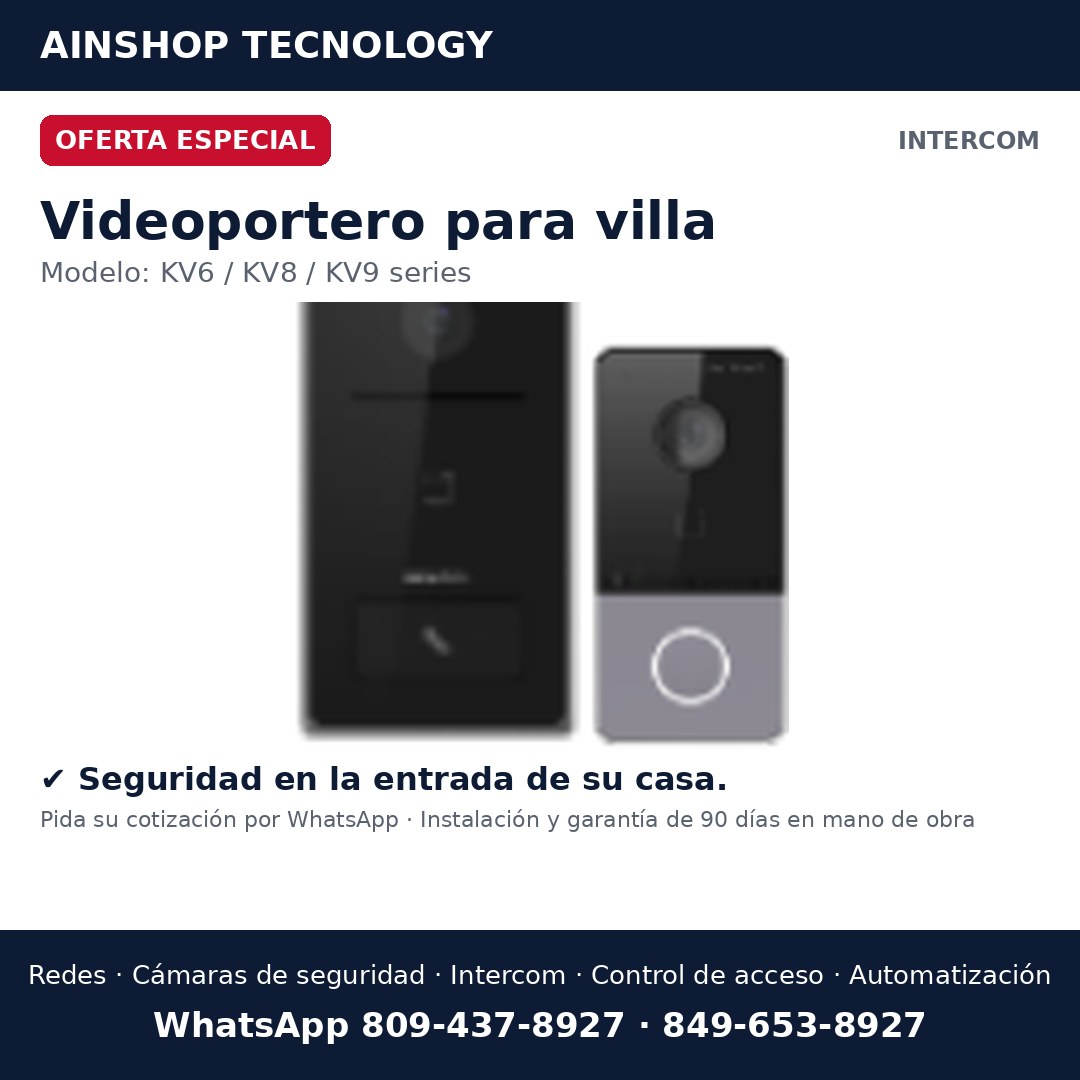 AINSHOP TECNOLOGY
OFERTA ESPECIAL
INTERCOM
Videoportero para villa
Modelo: KV6 / KV8 / KV9 series
✔ Seguridad en la entrada de su casa.
Pida su cotización por WhatsApp · Instalación y garantía de 90 días en mano de obra
Redes · Cámaras de seguridad · Intercom · Control de acceso · Automatización
WhatsApp 809-437-8927 · 849-653-8927